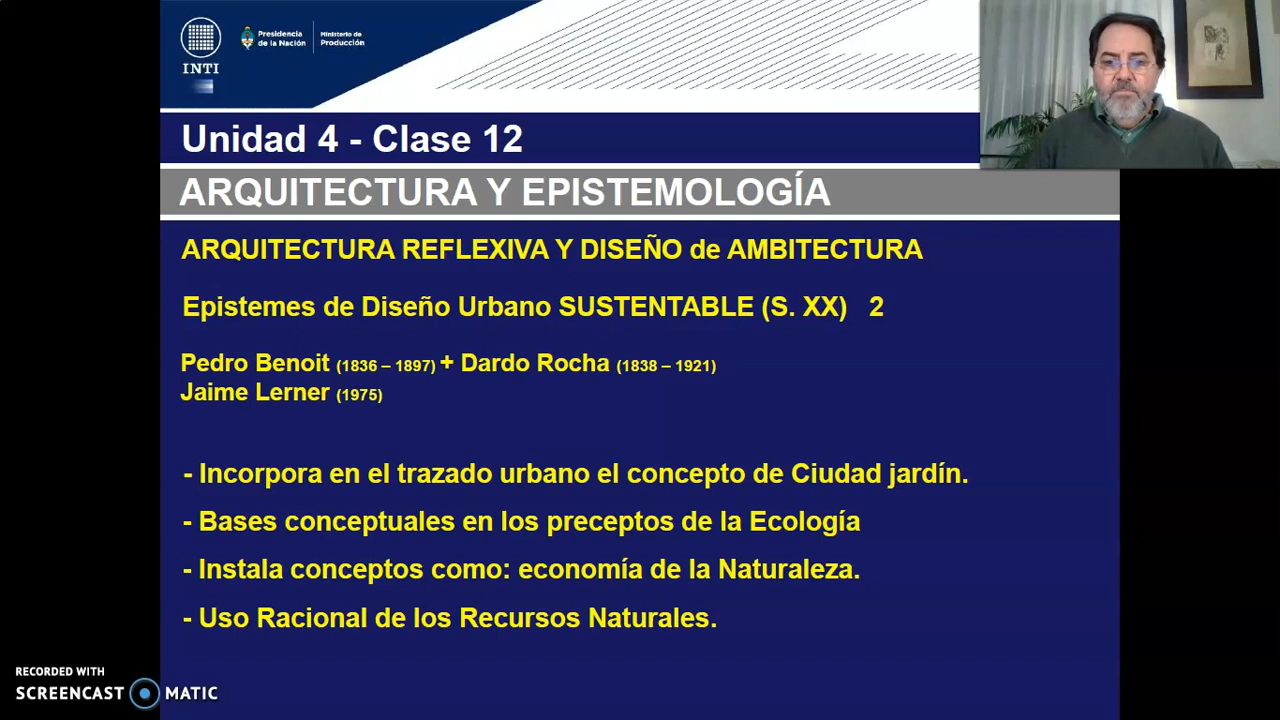 INTI
Presidencia
de la Nación
Ministerio de
Producción
Unidad 4 - Clase 12
ARQUITECTURA Y EPISTEMOLOGÍA
ARQUITECTURA REFLEXIVA Y DISEÑO de AMBITECTURA
Epistemes de Diseño Urbano SUSTENTABLE (S. XX) 2
Pedro Benoit (1836 – 1897) + Dardo Rocha (1838 – 1921)
Jaime Lerner (1975)
- Incorpora en el trazado urbano el concepto de Ciudad jardín.
- Bases conceptuales en los preceptos de la Ecología
- Instala conceptos como: economía de la Naturaleza.
- Uso Racional de los Recursos Naturales.
RECORDED WITH
SCREENCAST MATIC